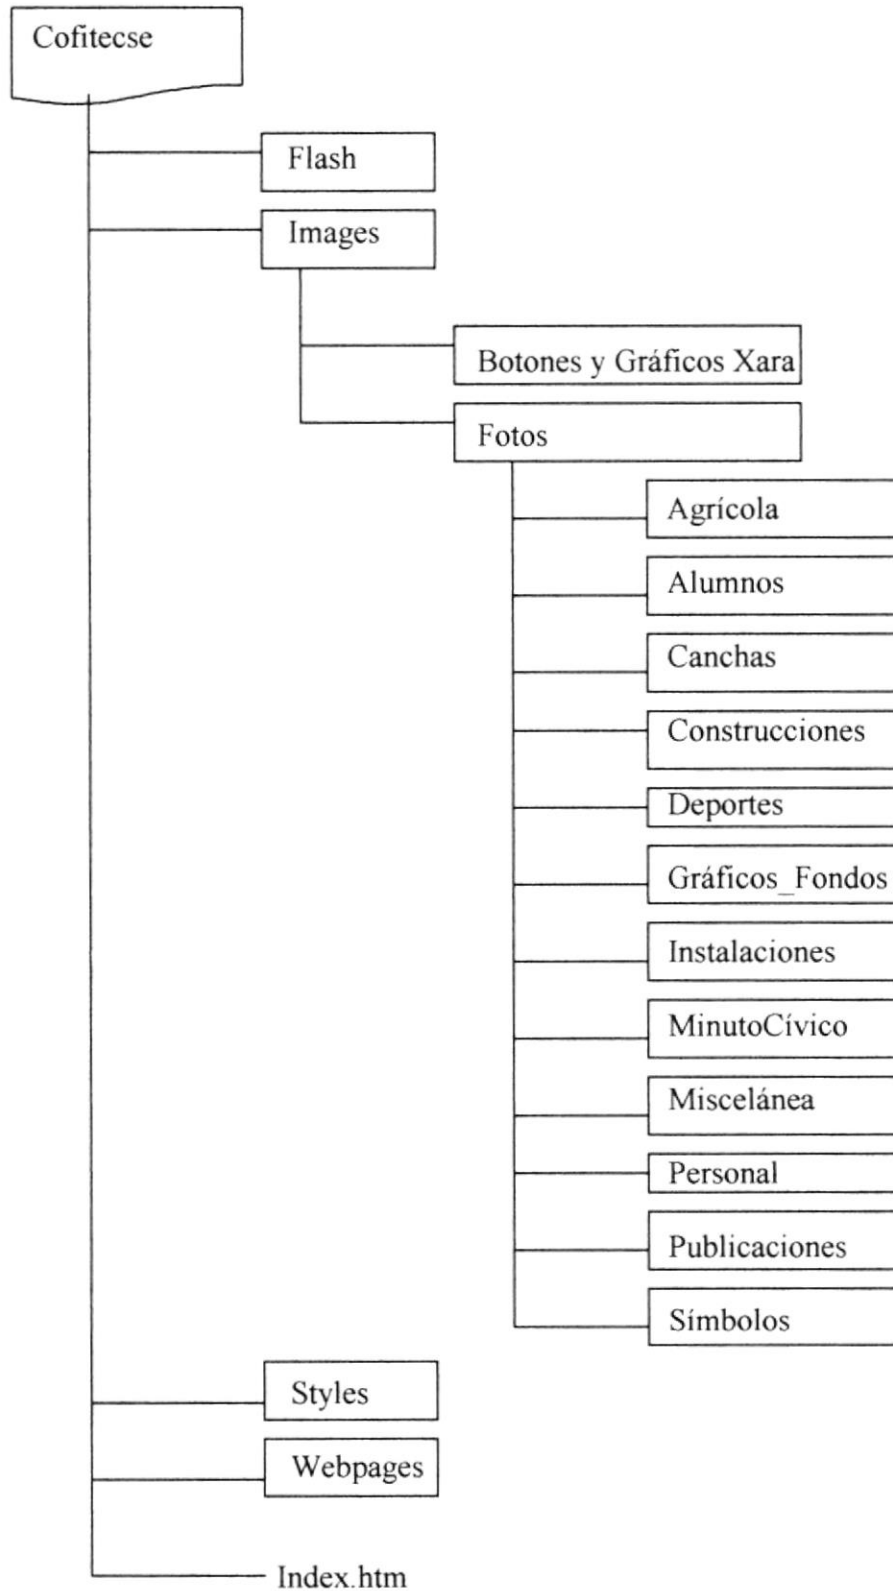 Cofitecse
Flash
Images
Botones y Gráficos Xara
Fotos
Agrícola
Alumnos
Canchas
Construcciones
Deportes
Gráficos_Fondos
Instalaciones
MinutoCívico
Miscelánea
Personal
Publicaciones
Símbolos
Styles
Webpages
Index.htm